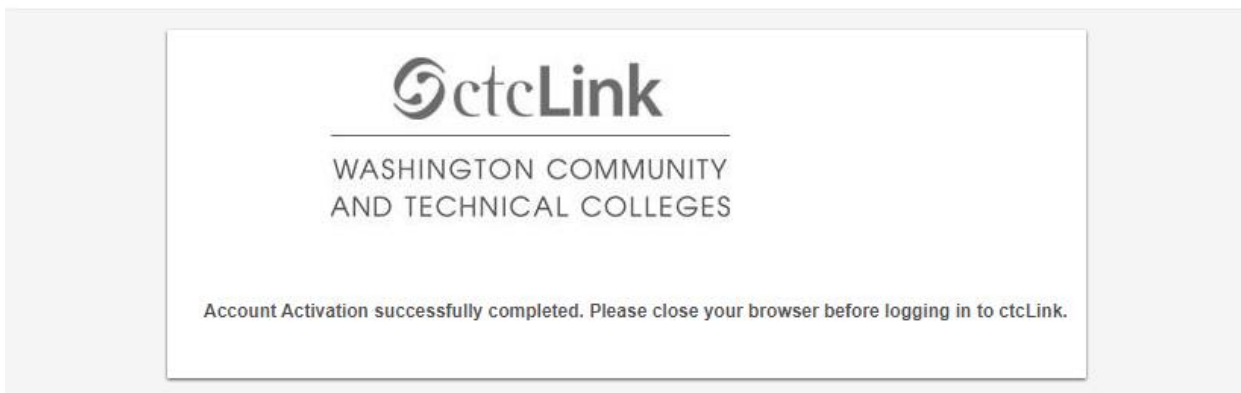 ctcLink
WASHINGTON COMMUNITY
AND TECHNICAL COLLEGES
Account Activation successfully completed. Please close your browser before logging in to ctcLink.